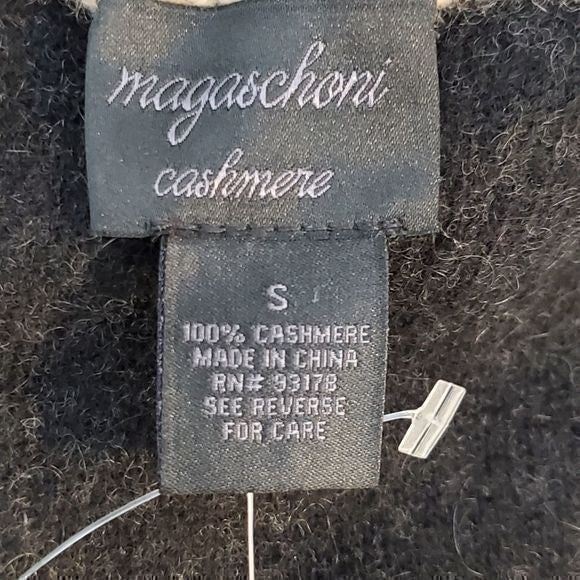 magaschoni
cashmere
S
100% CASHMERE
MADE IN CHINA
RN# 93178
SEE REVERSE
FOR CARE